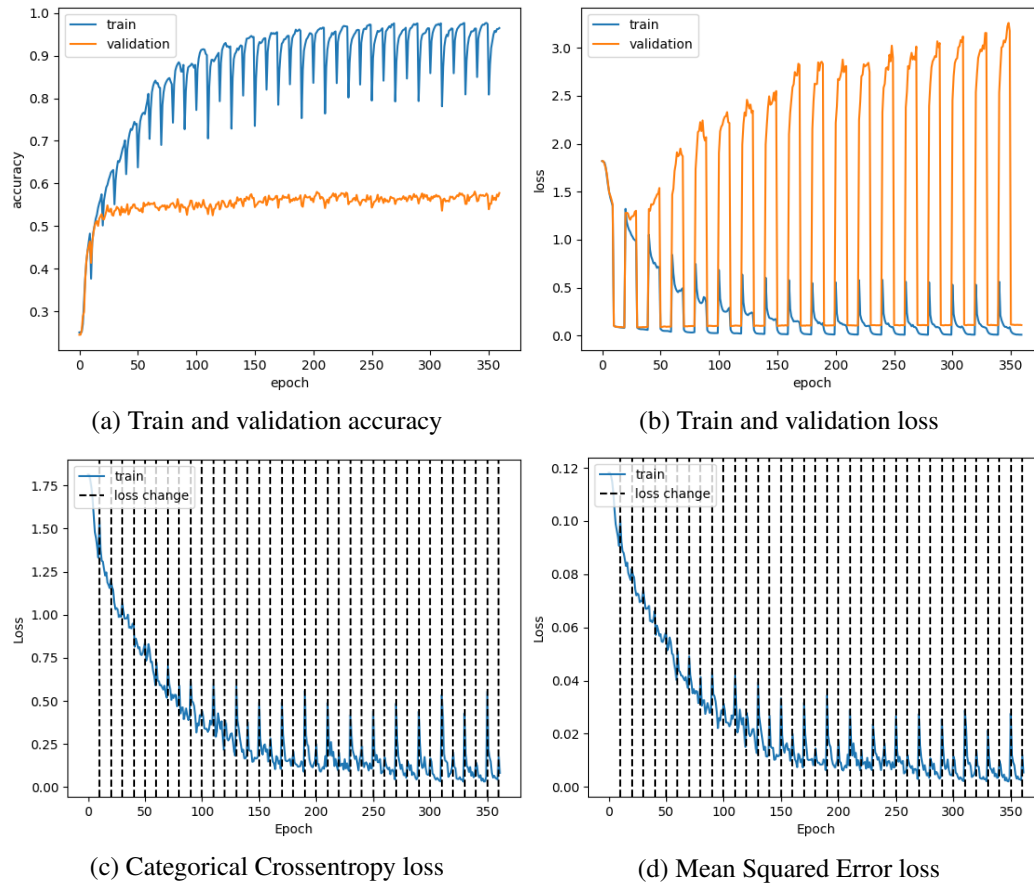 1.0
0.9
0.8
0.7
0.6
0.5
0.4
0.3
accuracy
train
validation
0 50 100 150 200 250 300 350
epoch
(a) Train and validation accuracy
3.0
2.5
2.0
1.5
1.0
0.5
0.0
loss
train
validation
0 50 100 150 200 250 300 350
epoch
(b) Train and validation loss
1.75
1.50
1.25
1.00
0.75
0.50
0.25
0.00
Loss
train
loss change
0 50 100 150 200 250 300 350
Epoch
(c) Categorical Crossentropy loss
0.12
0.10
0.08
0.06
0.04
0.02
0.00
Loss
train
loss change
0 50 100 150 200 250 300 350
Epoch
(d) Mean Squared Error loss